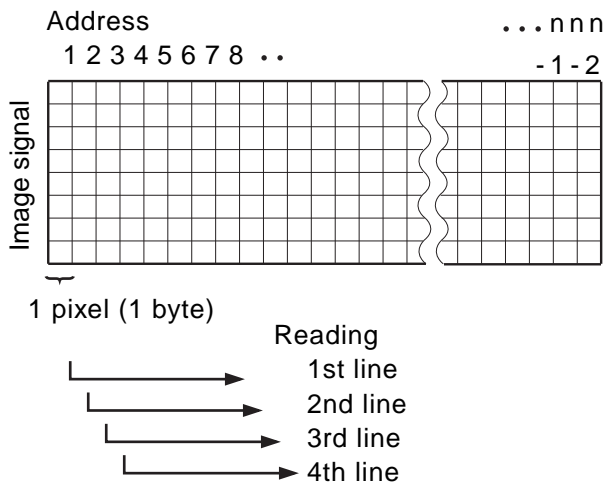 Address
...nnn
1 2 3 4 5 6 7 8 ..
-1-2
Image signal
1 pixel (1 byte)
Reading
1st line
2nd line
3rd line
4th line